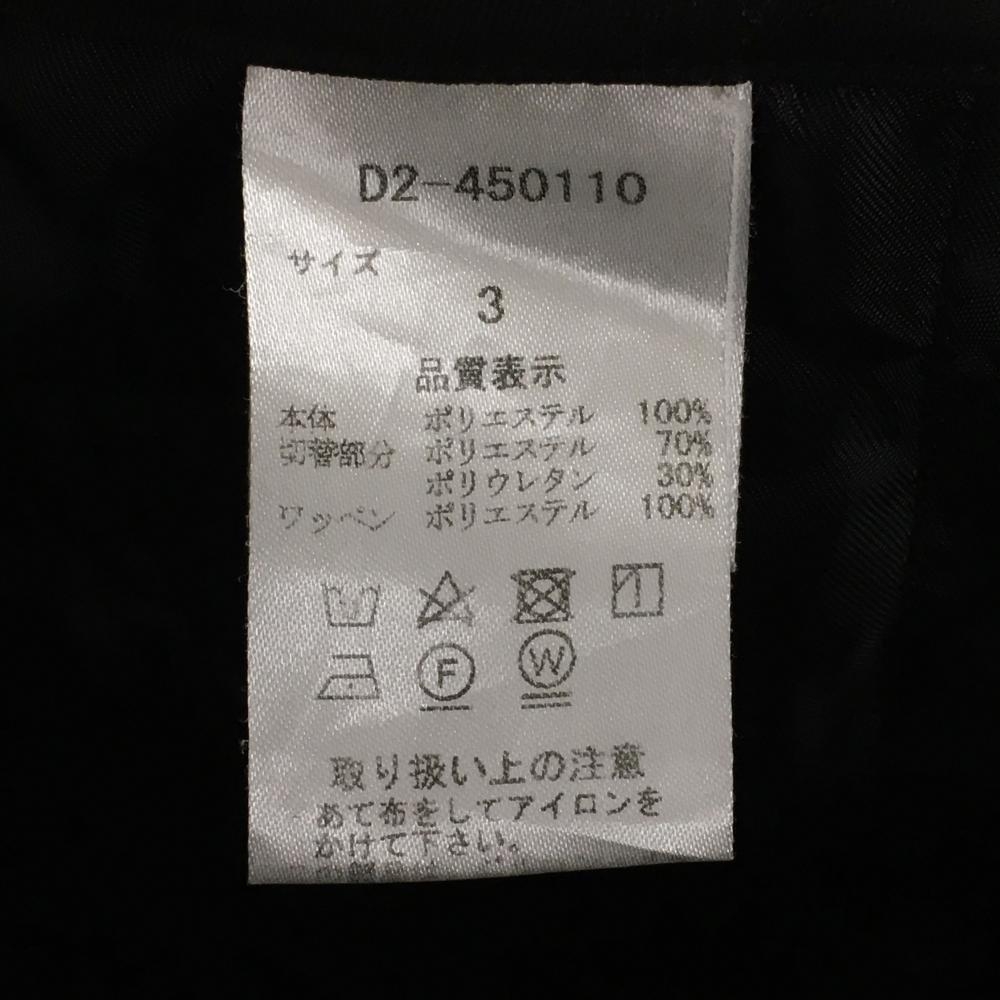 D2-450110
サイズ
3
品質表示
本体 ポリエステル 100%
切替部分 ポリエステル 70%
ポリウレタン 30%
ワッペン ポリエステル 100%
F W
取り扱い上の注意
あて布をしてアイロンを
かけて下さい。